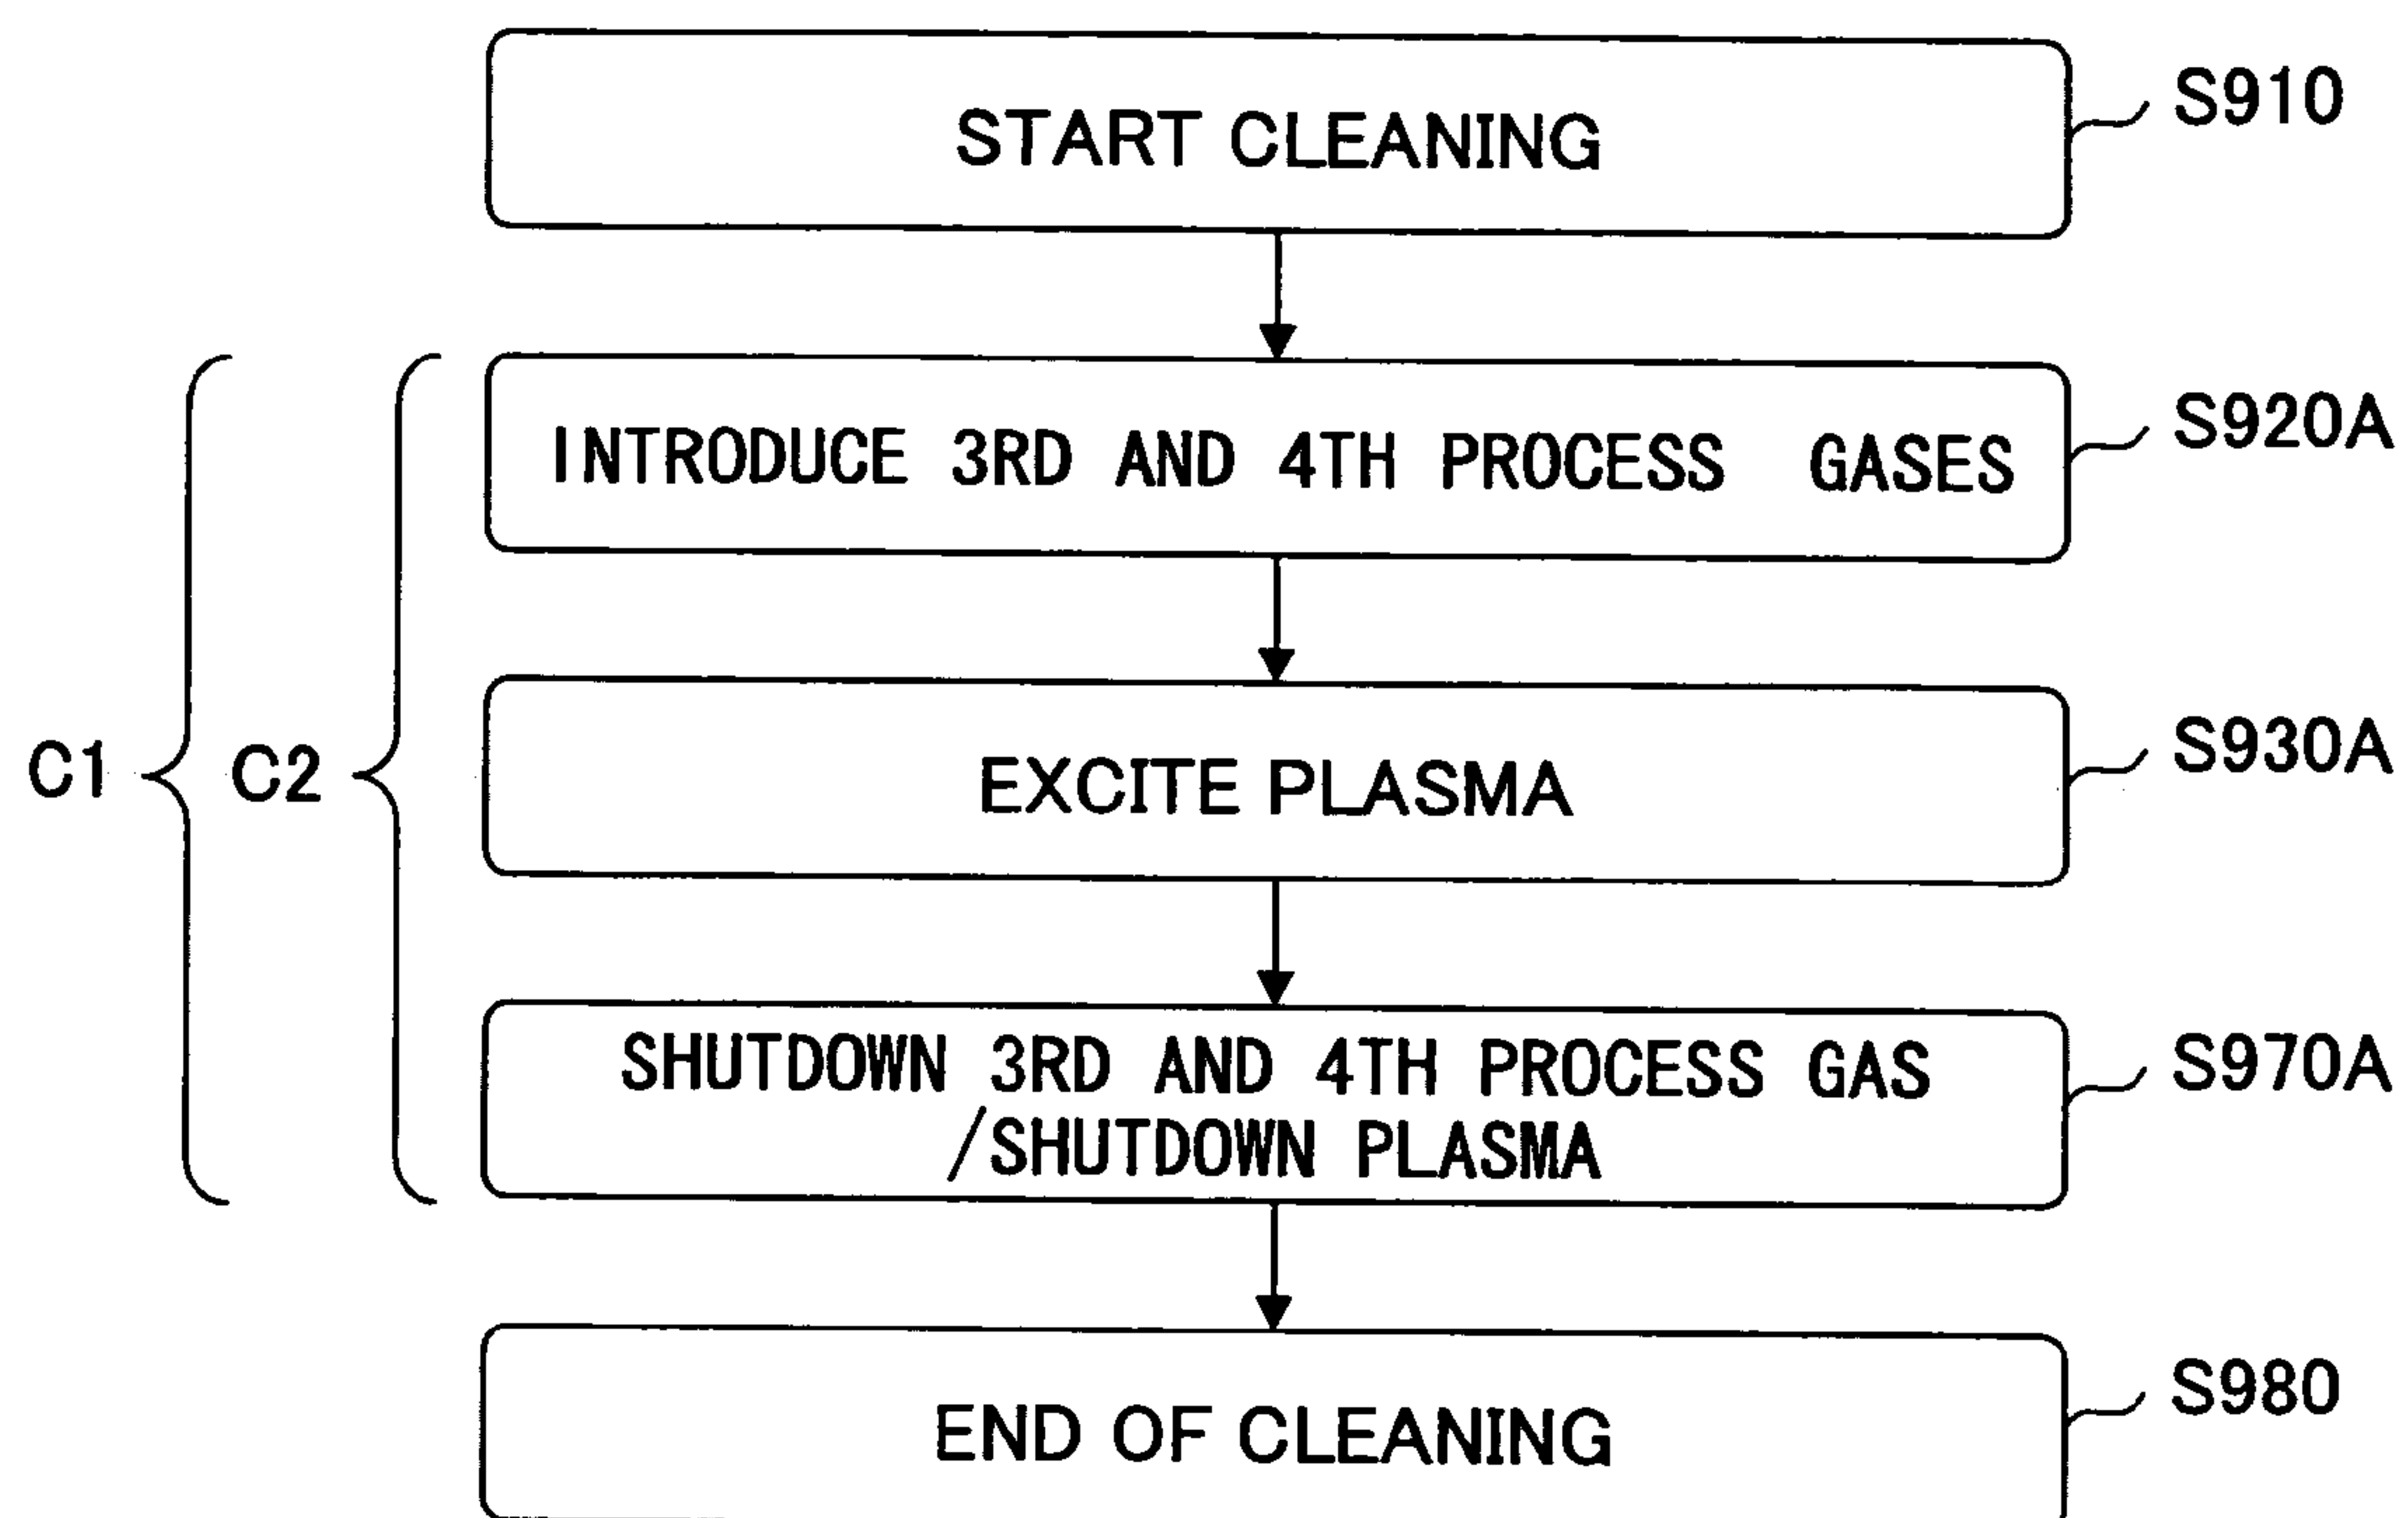 START CLEANING
S910
INTRODUCE 3RD AND 4TH PROCESS GASES
S920A
C1
C2
EXCITE PLASMA
S930A
SHUTDOWN 3RD AND 4TH PROCESS GAS
/SHUTDOWN PLASMA
S970A
END OF CLEANING
S980